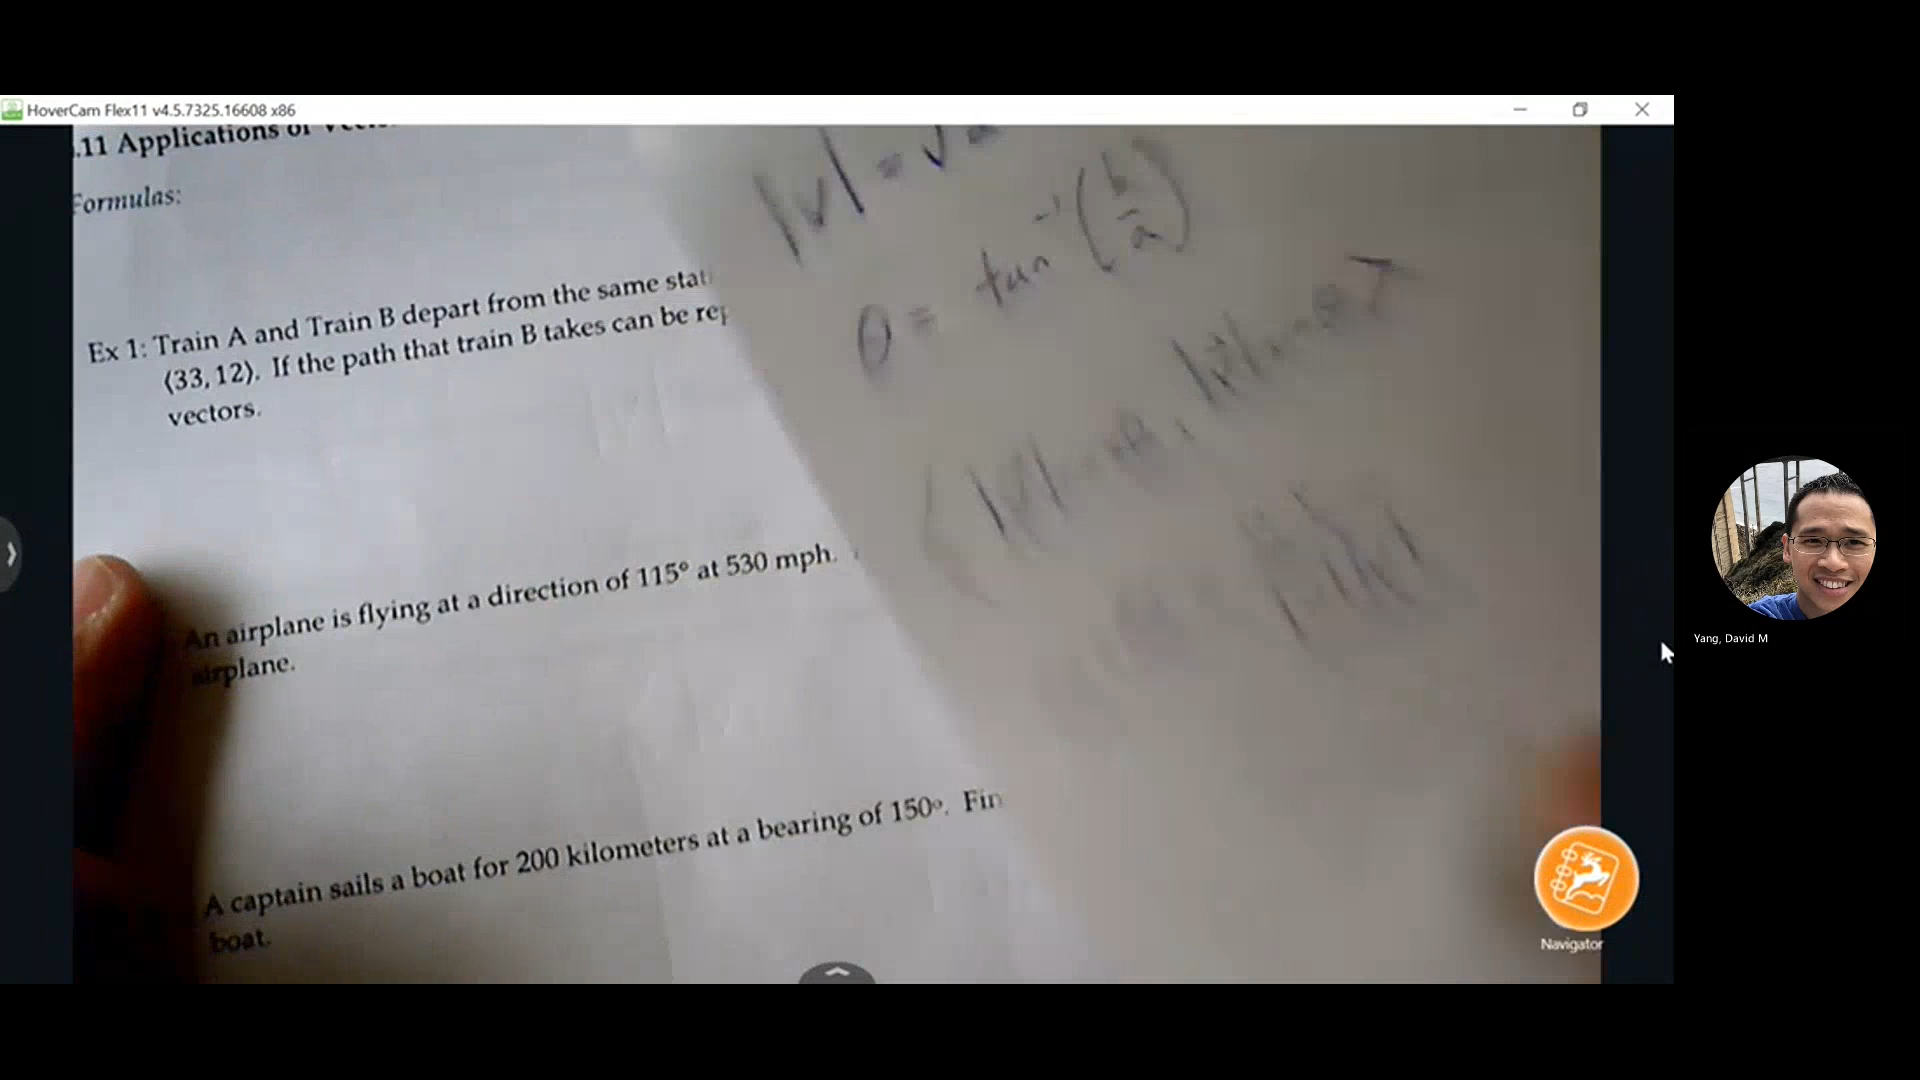 HoverCam Flex11 v4.5.7325.16608 x86
.11 Applications of
Formulas:
Ex 1: Train A and Train B depart from the same stat
⟨33, 12⟩. If the path that train B takes can be rep
vectors.
An airplane is flying at a direction of 115° at 530 mph.
airplane.
A captain sails a boat for 200 kilometers at a bearing of 150°. Fin
boat.
|v| = √a
θ = tan⁻¹(b/a)
Yang, David M
Navigator